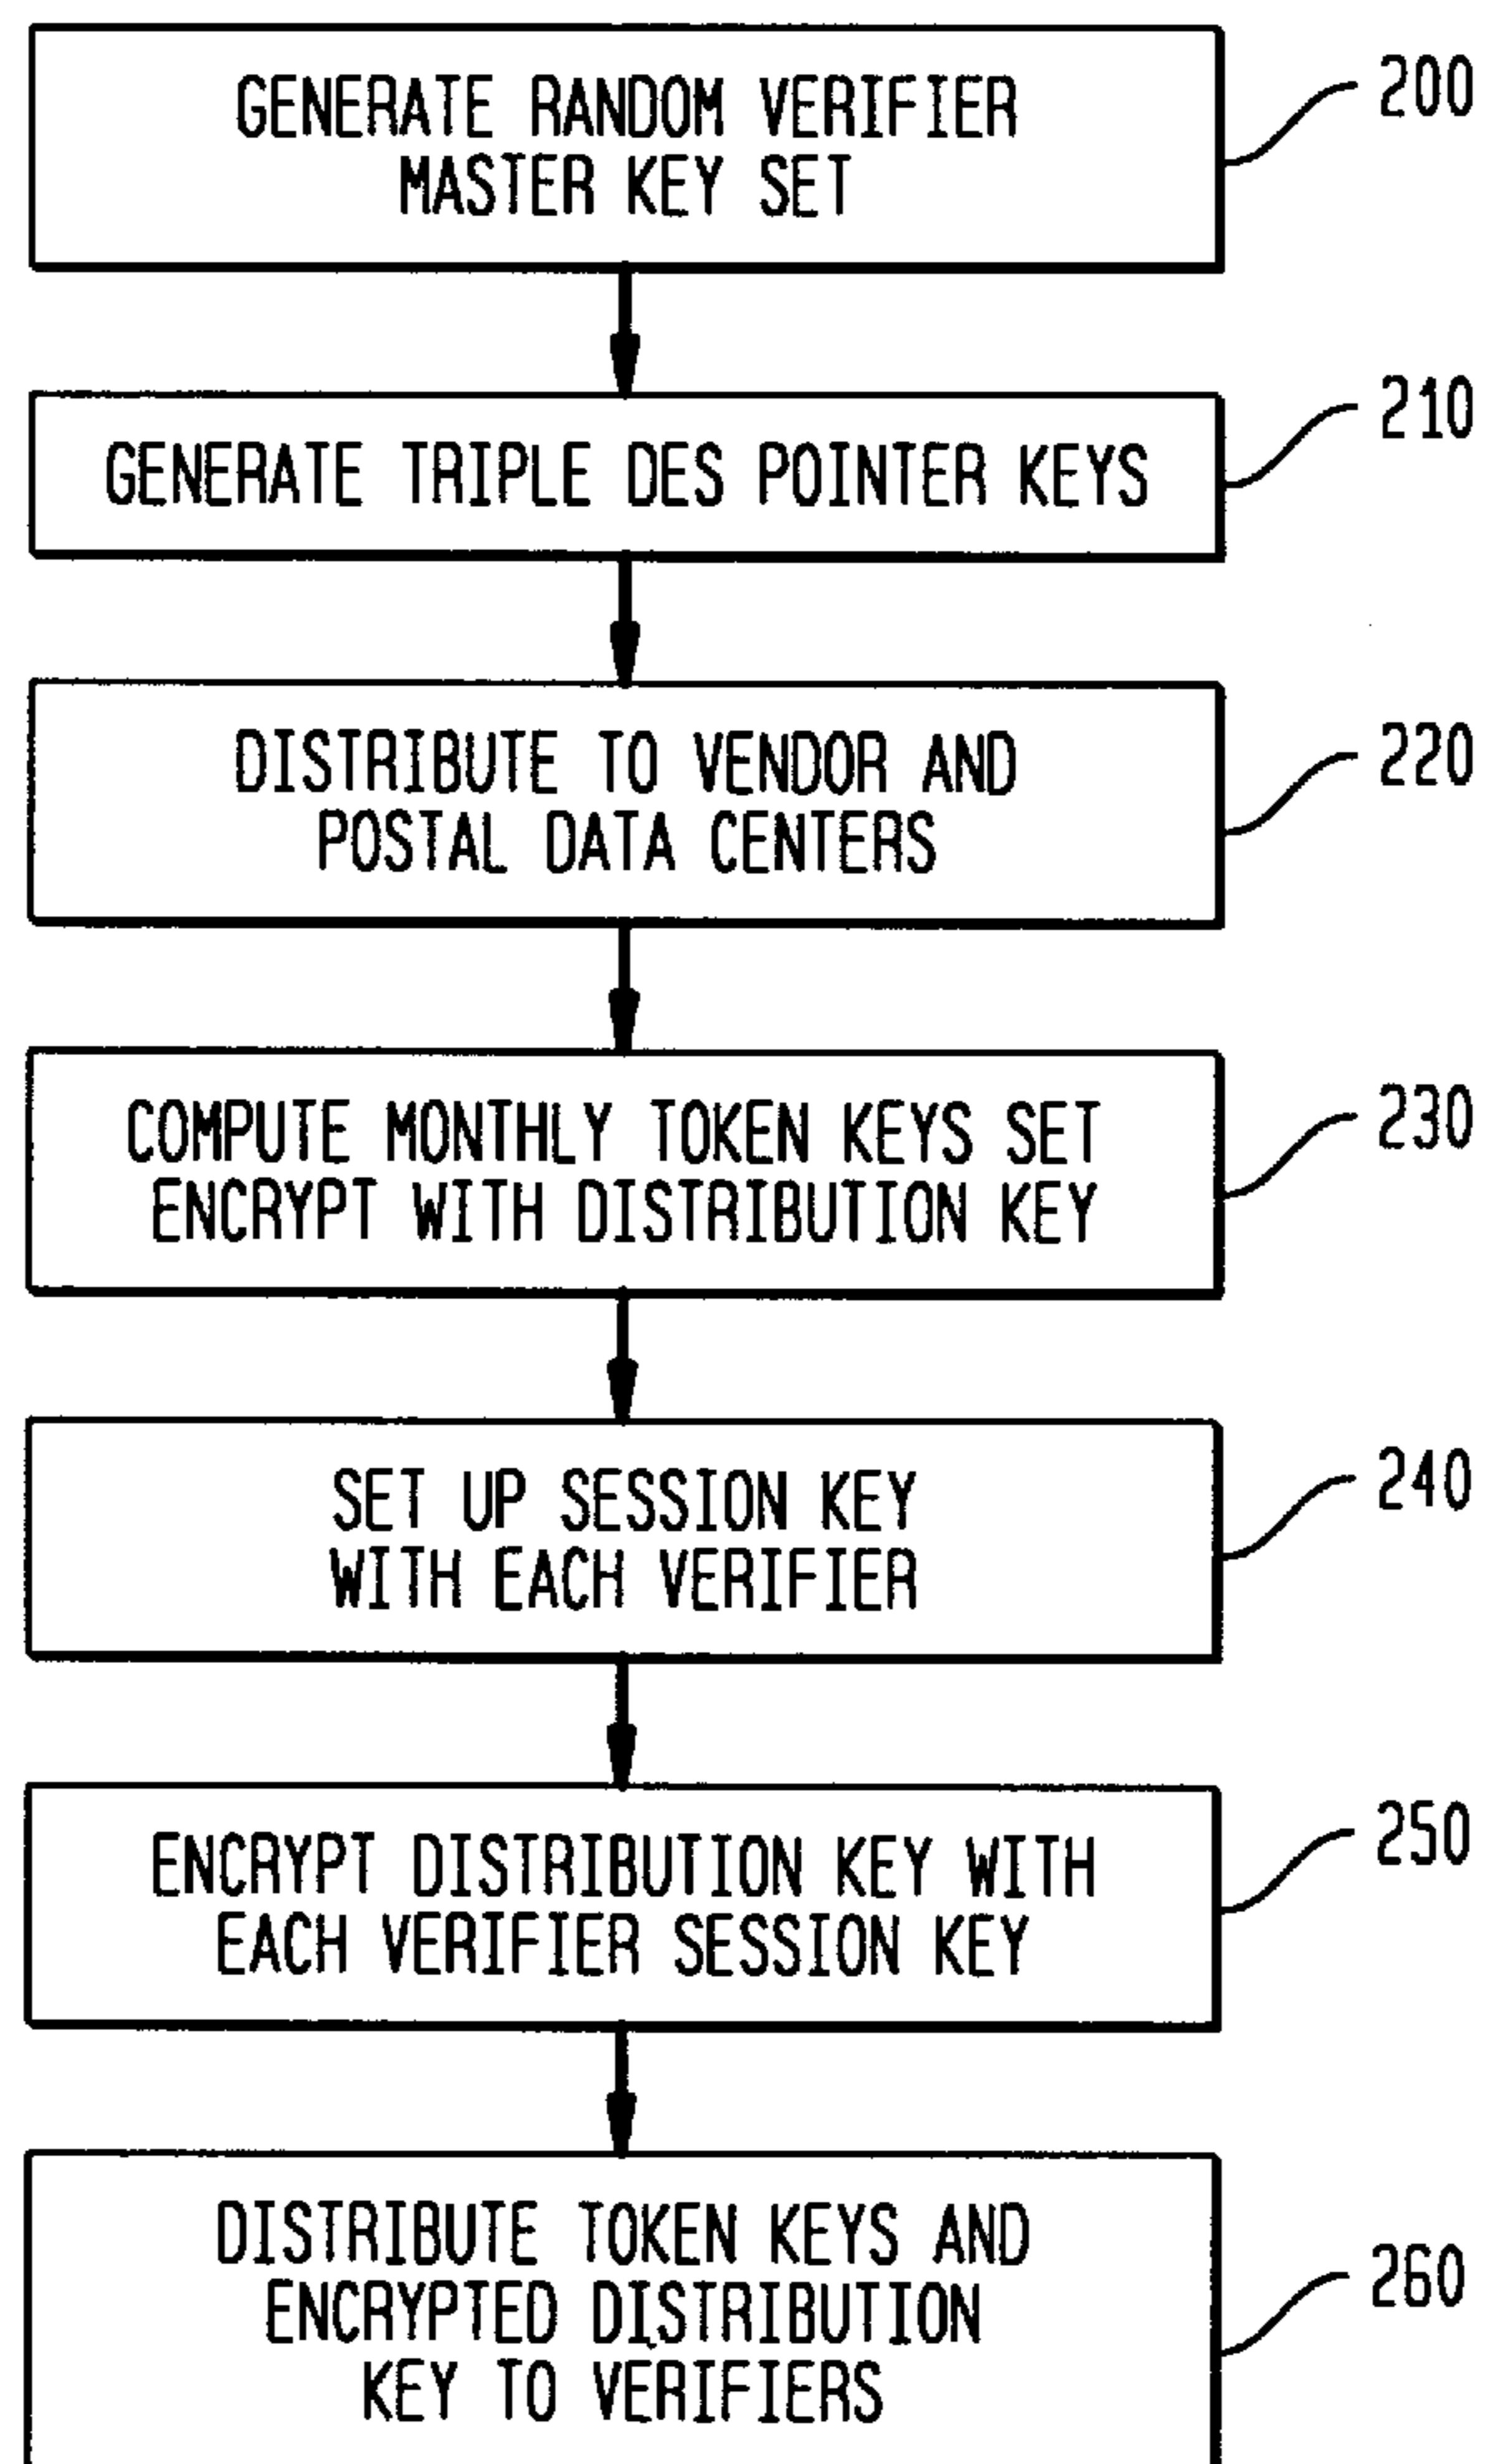 GENERATE RANDOM VERIFIER
MASTER KEY SET
200
GENERATE TRIPLE DES POINTER KEYS
210
DISTRIBUTE TO VENDOR AND
POSTAL DATA CENTERS
220
COMPUTE MONTHLY TOKEN KEYS SET
ENCRYPT WITH DISTRIBUTION KEY
230
SET UP SESSION KEY
WITH EACH VERIFIER
240
ENCRYPT DISTRIBUTION KEY WITH
EACH VERIFIER SESSION KEY
250
DISTRIBUTE TOKEN KEYS AND
ENCRYPTED DISTRIBUTION
KEY TO VERIFIERS
260